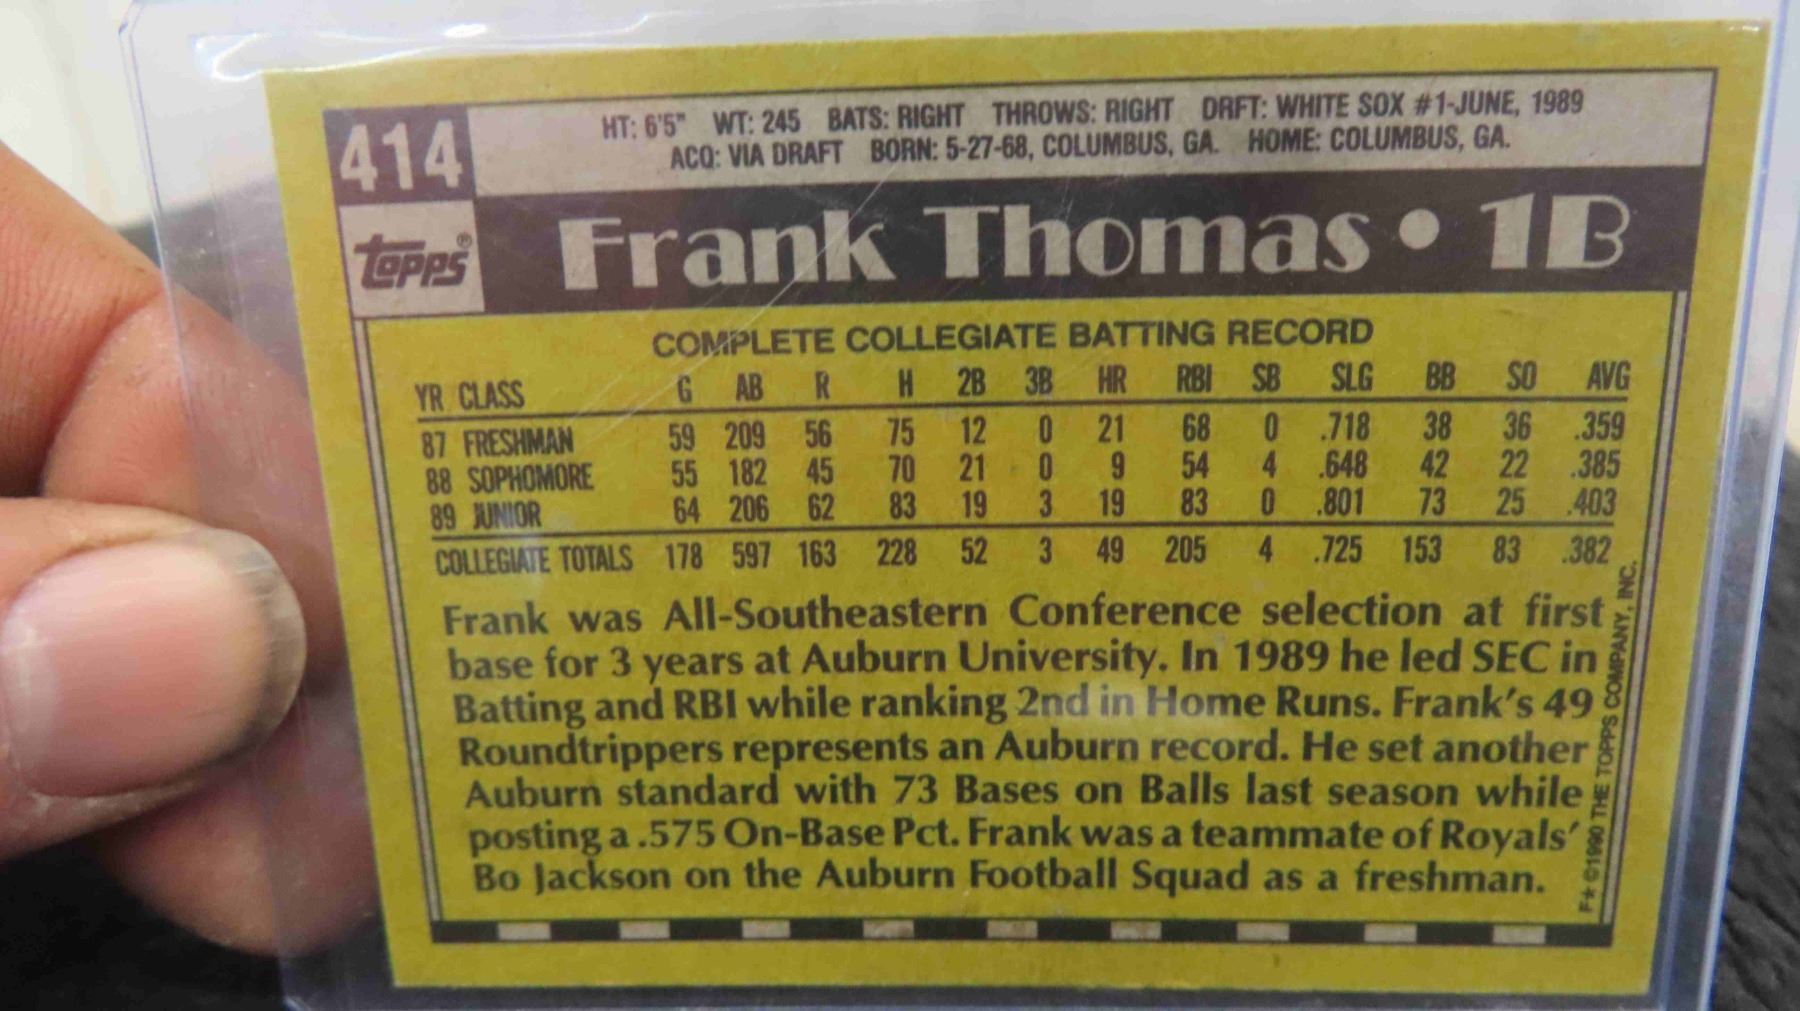 414
HT: 6'5" WT: 245 BATS: RIGHT THROWS: RIGHT DRFT: WHITE SOX #1-JUNE, 1989
ACQ: VIA DRAFT BORN: 5-27-68, COLUMBUS, GA. HOME: COLUMBUS, GA.
topps®
Frank Thomas • 1B
COMPLETE COLLEGIATE BATTING RECORD
YR CLASS G AB R H 2B 3B HR RBI SB SLG BB SO AVG
87 FRESHMAN 59 209 56 75 12 0 21 68 0 .718 38 36 .359
88 SOPHOMORE 55 182 45 70 21 0 9 54 4 .648 42 22 .385
89 JUNIOR 64 206 62 83 19 3 19 83 0 .801 73 25 .403
COLLEGIATE TOTALS 178 597 163 228 52 3 49 205 4 .725 153 83 .382
Frank was All-Southeastern Conference selection at first
base for 3 years at Auburn University. In 1989 he led SEC in
Batting and RBI while ranking 2nd in Home Runs. Frank's 49
Roundtrippers represents an Auburn record. He set another
Auburn standard with 73 Bases on Balls last season while
posting a .575 On-Base Pct. Frank was a teammate of Royals'
Bo Jackson on the Auburn Football Squad as a freshman.
F* ©1990 THE TOPPS COMPANY, INC.